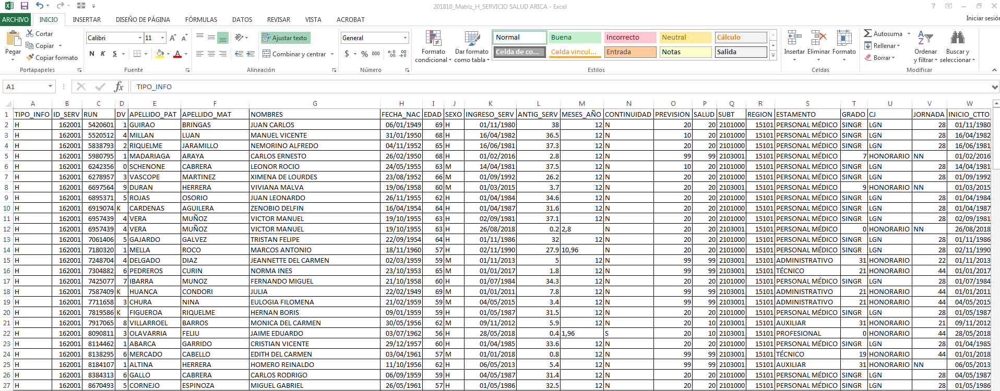 201810_Matriz_H_SERVICIO SALUD ARICA - Excel
ARCHIVO INICIO INSERTAR DISEÑO DE PÁGINA FÓRMULAS DATOS REVISAR VISTA ACROBAT Iniciar sesión
Pegar Cortar Copiar Copiar formato Portapapeles
Calibri 11 N K S Fuente
Ajustar texto Combinar y centrar Alineación
General $ % 000 Número
Formato condicional Dar formato como tabla
Normal Buena Incorrecto Neutral Cálculo
Celda de co... Celda vincul... Entrada Notas Salida
Estilos
Insertar Eliminar Formato Celdas
Autosuma Rellenar Borrar Ordenar y filtrar Buscar y seleccionar Modificar
A1 fx TIPO_INFO
A B C D E F G H I J K L M N O P Q R S T U V W
1 TIPO_INFO ID_SERV RUN DV APELLIDO_PAT APELLIDO_MAT NOMBRES FECHA_NAC EDAD SEXO INGRESO_SERV ANTIG_SERV MESES_AÑO CONTINUIDAD PREVISION SALUD SUBT REGION ESTAMENTO GRADO CJ JORNADA INICIO_CTTO
2 H 162001 5420601 1 GUIRAO BRINGAS JUAN CARLOS 06/01/1949 69 H 01/11/1980 38 12 N 20 20 2101000 15101 PERSONAL MÉDICO SINGR LGN 28 01/11/1980
3 H 162001 5520512 4 MILLAN LUAN MANUEL VICENTE 31/01/1950 68 H 16/04/1982 36.5 12 N 10 20 2101000 15101 PERSONAL MÉDICO SINGR LGN 28 16/04/1982
4 H 162001 5838793 2 RIQUELME JARAMILLO NEMORINO ALFREDO 04/11/1952 65 H 16/06/1981 37.3 12 N 20 20 2101000 15101 PERSONAL MÉDICO SINGR LGN 28 16/06/1981
5 H 162001 5980795 1 MADARIAGA ARAYA CARLOS ERNESTO 26/02/1950 68 H 01/02/2016 2.8 12 N 99 99 2103001 15101 PERSONAL MÉDICO 7 HONORARIO NN 01/02/2016
6 H 162001 6242356 0 SCHENONE CABRERA LEONOR ROCIO 24/05/1955 63 M 14/04/1981 37.5 12 N 10 20 2101000 15101 PERSONAL MÉDICO SINGR LGN 28 14/04/1981
7 H 162001 6278957 3 VASCOPE MARTINEZ XIMENA DE LOURDES 23/08/1952 66 M 01/09/1992 26.2 12 N 20 20 2101000 15101 PERSONAL MÉDICO SINGR LGN 28 01/09/1992
8 H 162001 6697564 9 DURAN HERRERA VIVIANA MALVA 19/06/1958 60 M 01/03/2015 3.7 12 N 20 20 2103001 15101 PERSONAL MÉDICO 9 HONORARIO NN 01/03/2015
9 H 162001 6895371 5 ROJAS OSORIO JUAN LEONARDO 26/11/1955 62 H 01/04/1984 34.6 12 N 20 20 2101000 15101 PERSONAL MÉDICO SINGR LGN 28 01/04/1984
10 H 162001 6919074 K CARDENAS AGUILERA ZENOBIO DELFIN 16/04/1954 64 H 01/04/1987 31.6 12 N 20 20 2101000 15101 PERSONAL MÉDICO SINGR LGN 28 01/04/1987
11 H 162001 6957439 4 VERA MUÑOZ VICTOR MANUEL 19/10/1955 63 H 02/09/1981 37.1 12 N 20 20 2101000 15101 PERSONAL MÉDICO SINGR LGN 28 02/09/1981
12 H 162001 6957439 4 VERA MUÑOZ VICTOR MANUEL 19/10/1955 63 H 26/08/2018 0.2 2,8 N 20 20 2103001 15101 PERSONAL MÉDICO 0 HONORARIO NN 26/08/2018
13 H 162001 7061406 5 GAJARDO GALVEZ TRISTAN FELIPE 22/09/1954 64 H 01/11/1986 32 12 N 20 20 2101000 15101 PERSONAL MÉDICO SINGR LGN 28 01/11/1986
14 H 162001 7180320 1 MELLA ROCO MARCOS ANTONIO 18/11/1960 57 H 02/11/1990 27.9 10,96 N 20 20 2101000 15101 PERSONAL MÉDICO SINGR LGN 28 02/11/1990
15 H 162001 7248704 4 DELGADO DIAZ JEANNETTE DEL CARMEN 02/03/1959 59 M 01/11/2013 5 12 N 99 99 2103001 15101 ADMINISTRATIVO 31 HONORARIO 22 01/11/2013
16 H 162001 7304882 6 PEDREROS CURIN NORMA INES 23/10/1953 65 M 01/01/2017 1.8 12 N 99 99 2103001 15101 TÉCNICO 21 HONORARIO 44 01/01/2017
17 H 162001 7425077 7 IBARRA MUNOZ FERNANDO MIGUEL 21/10/1958 60 H 01/07/1984 34.3 12 N 20 20 2101000 15101 PERSONAL MÉDICO SINGR LGN 28 01/07/1984
18 H 162001 7587409 K HUANCA CONDORI JULIA 22/02/1949 69 M 01/01/2011 7.8 12 N 99 99 2103001 15101 ADMINISTRATIVO 21 HONORARIO 44 01/01/2011
19 H 162001 7711658 3 CHURA NINA EULOGIA FILOMENA 21/02/1959 59 M 04/05/2015 3.4 12 N 99 99 2103001 15101 ADMINISTRATIVO 21 HONORARIO 44 04/05/2015
20 H 162001 7819586 K FIGUEROA RIQUELME HERNAN BORIS 09/01/1959 59 H 01/05/1987 31.5 12 N 20 20 2101000 15101 PERSONAL MÉDICO SINGR LGN 28 01/05/1987
21 H 162001 7917065 8 VILLARROEL BARROS MONICA DEL CARMEN 30/05/1956 62 M 09/11/2012 5.9 12 N 20 10 2103001 15101 AUXILIAR 31 HONORARIO 21 09/11/2012
22 H 162001 8090811 3 OLAVARRIA FELIU JAIME EDUARDO 03/07/1962 56 H 28/05/2018 0.4 1,96 S 20 10 2103001 15101 PROFESIONAL 0 HONORARIO 44 28/05/2018
23 H 162001 8114462 1 ABARCA GARRIDO CRISTIAN VICENTE 29/12/1957 60 H 01/04/1985 33.6 12 N 20 20 2101000 15101 PERSONAL MÉDICO SINGR LGN 28 01/04/1985
24 H 162001 8138295 6 MERCADO CABELLO EDITH DEL CARMEN 03/04/1961 57 M 01/01/2018 0.8 12 N 99 99 2103001 15101 TÉCNICO 19 HONORARIO 44 01/01/2018
25 H 162001 8184107 1 ALTINA HERRERA HOMERO REINALDO 11/10/1956 62 H 06/05/2013 5.4 12 N 99 99 2103001 15101 AUXILIAR 31 HONORARIO NN 06/05/2013
26 H 162001 8384313 6 GALLO CABRERA CARLOS RODRIGO 06/09/1959 59 H 04/05/1987 31.4 12 N 20 20 2101000 15101 PERSONAL MÉDICO SINGR LGN 28 04/05/1987
27 H 162001 8670493 5 CORNEJO ESPINOZA MIGUEL GABRIEL 26/05/1961 57 H 01/05/1986 32.5 12 N 20 20 2101000 15101 PERSONAL MÉDICO SINGR LGN 28 01/05/1986